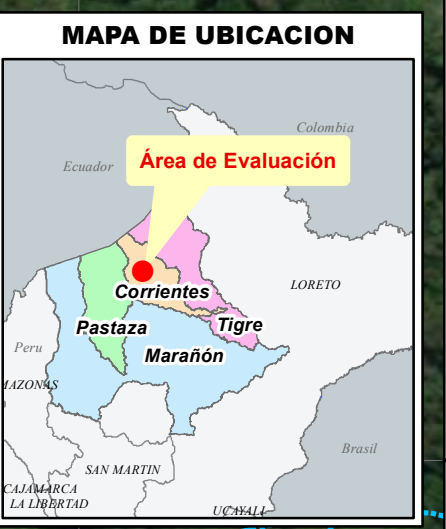 MAPA DE UBICACION
Colombia
Ecuador
Área de Evaluación
LORETO
Corrientes
Pastaza
Tigre
Peru
Marañón
MAZONAS
Brasil
SAN MARTIN
CAJAMARCA
LA LIBERTAD
UCAYALI